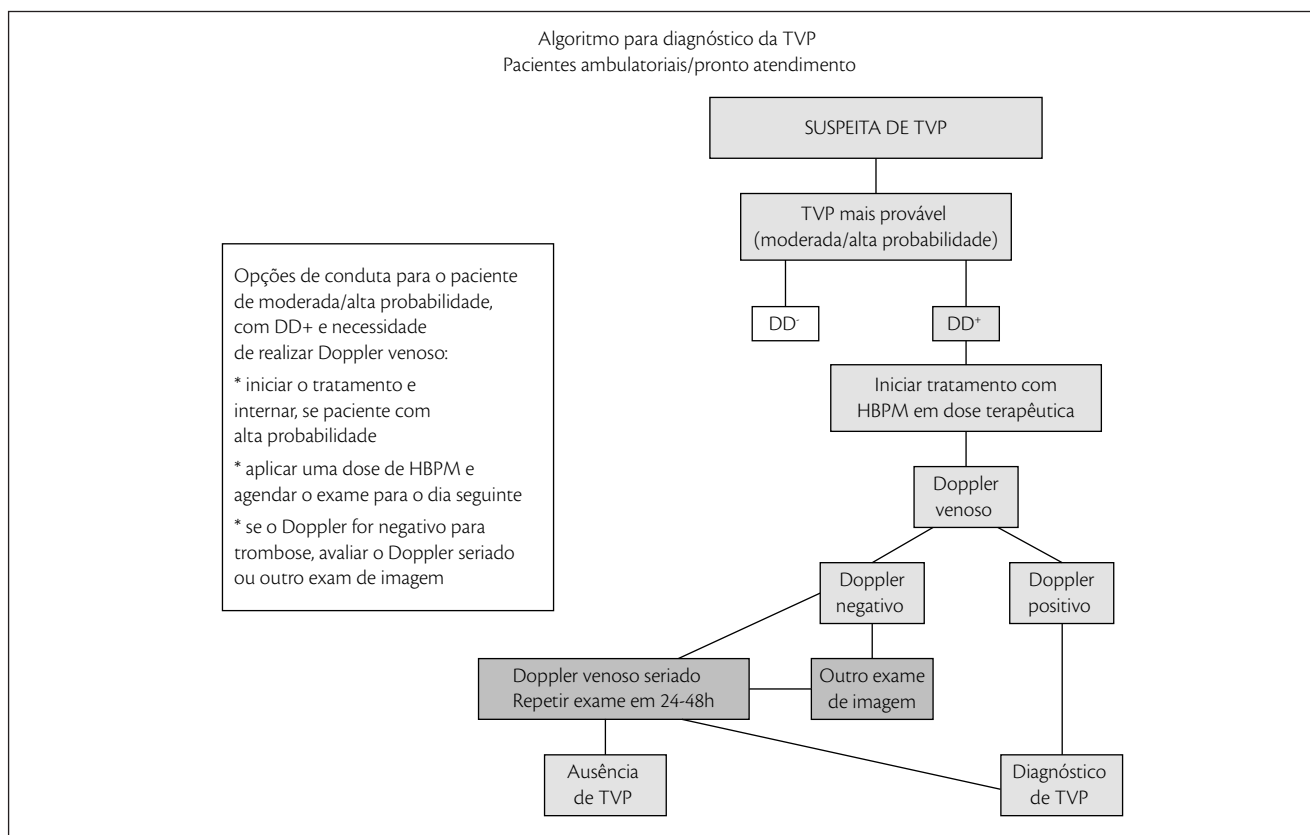 Algoritmo para diagnóstico da TVP
Pacientes ambulatoriais/pronto atendimento
SUSPEITA DE TVP
TVP mais provável
(moderada/alta probabilidade)
Opções de conduta para o paciente
de moderada/alta probabilidade,
com DD+ e necessidade
de realizar Doppler venoso:
* iniciar o tratamento e
internar, se paciente com
alta probabilidade
* aplicar uma dose de HBPM e
agendar o exame para o dia seguinte
* se o Doppler for negativo para
trombose, avaliar o Doppler seriado
ou outro exam de imagem
DD-
DD+
Iniciar tratamento com
HBPM em dose terapêutica
Doppler
venoso
Doppler
negativo
Doppler
positivo
Doppler venoso seriado
Repetir exame em 24-48h
Outro exame
de imagem
Ausência
de TVP
Diagnóstico
de TVP